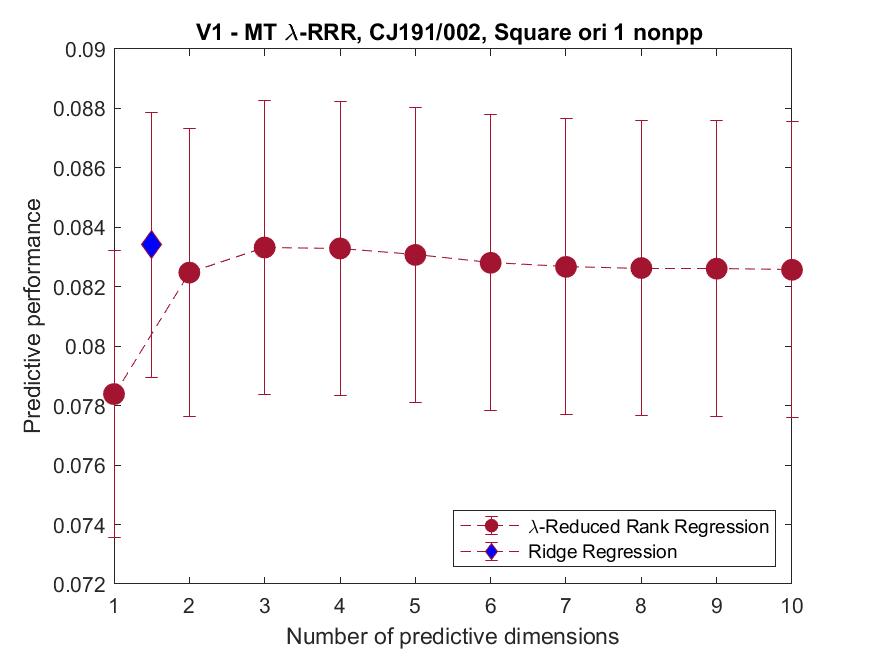 V1 - MT λ-RRR, CJ191/002, Square ori 1 nonpp
0.09
0.088
0.086
0.084
0.082
0.08
0.078
0.076
0.074
0.072
Predictive performance
1 2 3 4 5 6 7 8 9 10
Number of predictive dimensions
λ-Reduced Rank Regression
Ridge Regression